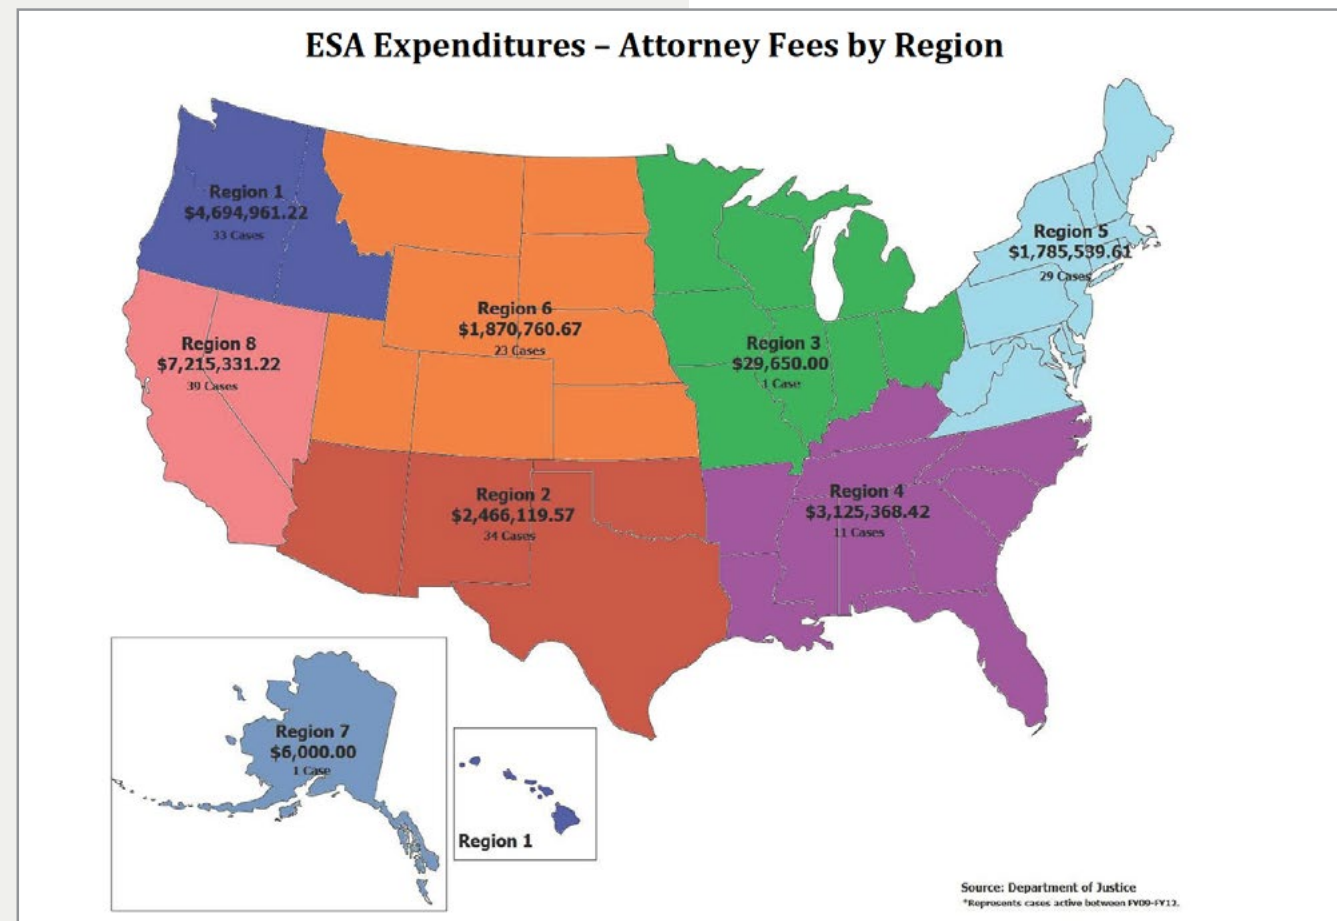 ESA Expenditures – Attorney Fees by Region
Region 1
$4,694,961.22
33 Cases
Region 5
$1,785,539.61
29 Cases
Region 6
$1,870,760.67
23 Cases
Region 8
$7,215,331.22
39 Cases
Region 3
$29,650.00
1 Case
Region 2
$2,466,119.57
34 Cases
Region 4
$3,125,368.42
11 Cases
Region 7
$6,000.00
1 Case
Region 1
Source: Department of Justice
*Represents cases active between FY09-FY12.